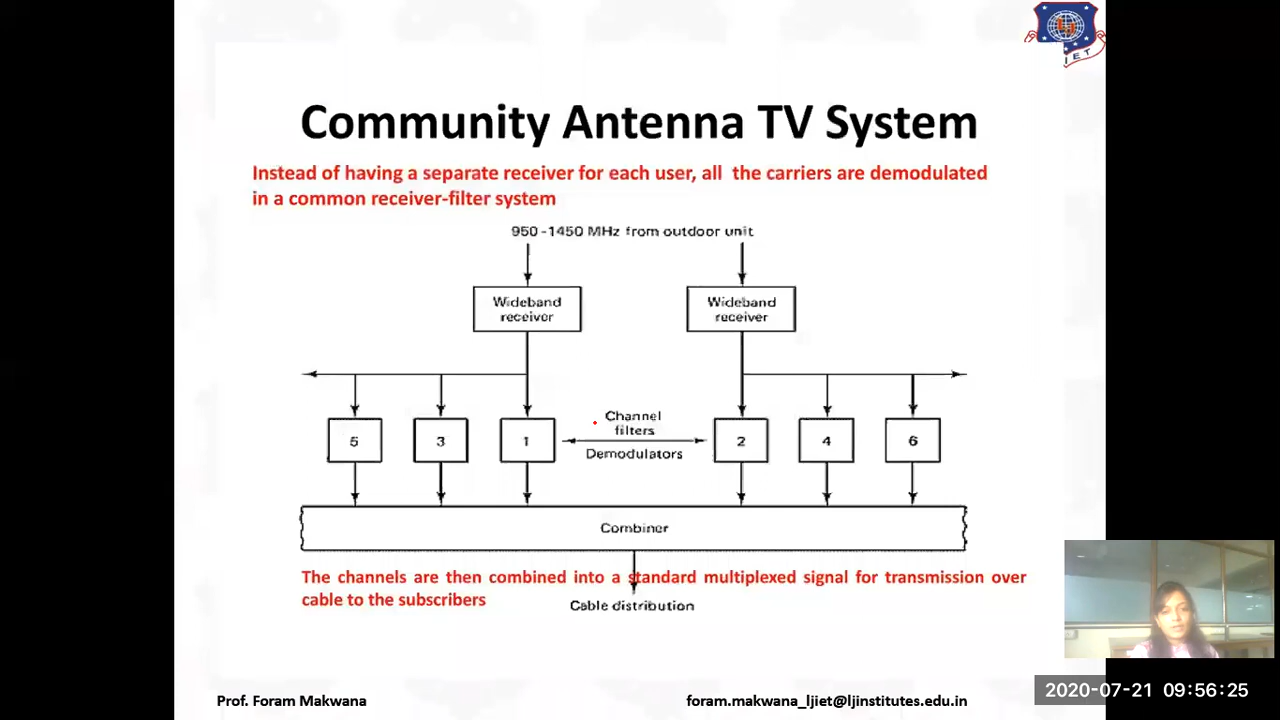 IET
Community Antenna TV System
Instead of having a separate receiver for each user, all the carriers are demodulated
in a common receiver-filter system
950 -1450 MHz from outdoor unit
Wideband
receiver
Wideband
receiver
Channel
filters
5
3
1
2
4
6
Demodulators
Combiner
The channels are then combined into a standard multiplexed signal for transmission over
cable to the subscribers
Cable distribution
Prof. Foram Makwana
foram.makwana_ljiet@ljinstitutes.edu.in
2020-07-21 09:56:25